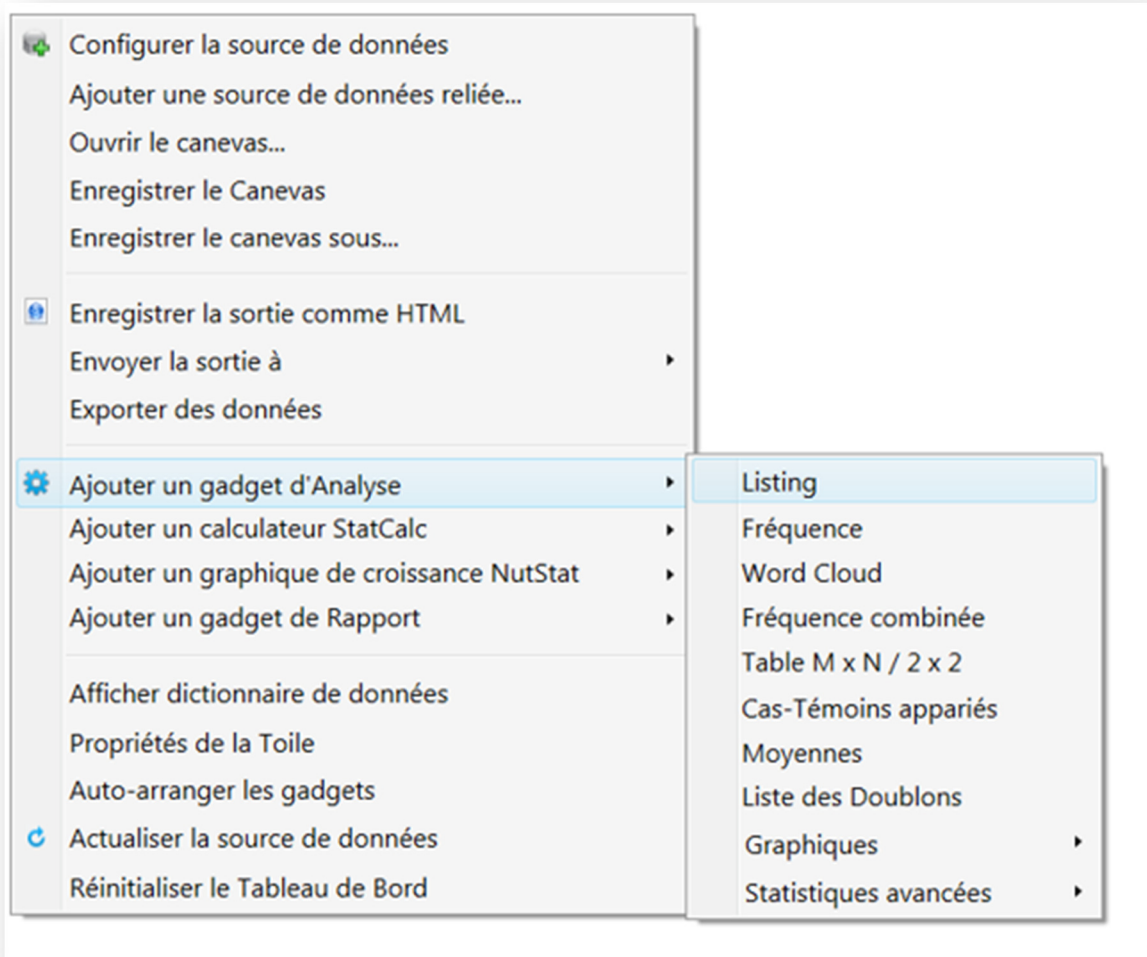 Configurer la source de données
Ajouter une source de données reliée...
Ouvrir le canevas...
Enregistrer le Canevas
Enregistrer le canevas sous...
Enregistrer la sortie comme HTML
Envoyer la sortie à
Exporter des données
Ajouter un gadget d'Analyse
Ajouter un calculateur StatCalc
Ajouter un graphique de croissance NutStat
Ajouter un gadget de Rapport
Afficher dictionnaire de données
Propriétés de la Toile
Auto-arranger les gadgets
Actualiser la source de données
Réinitialiser le Tableau de Bord
Listing
Fréquence
Word Cloud
Fréquence combinée
Table M x N / 2 x 2
Cas-Témoins appariés
Moyennes
Liste des Doublons
Graphiques
Statistiques avancées